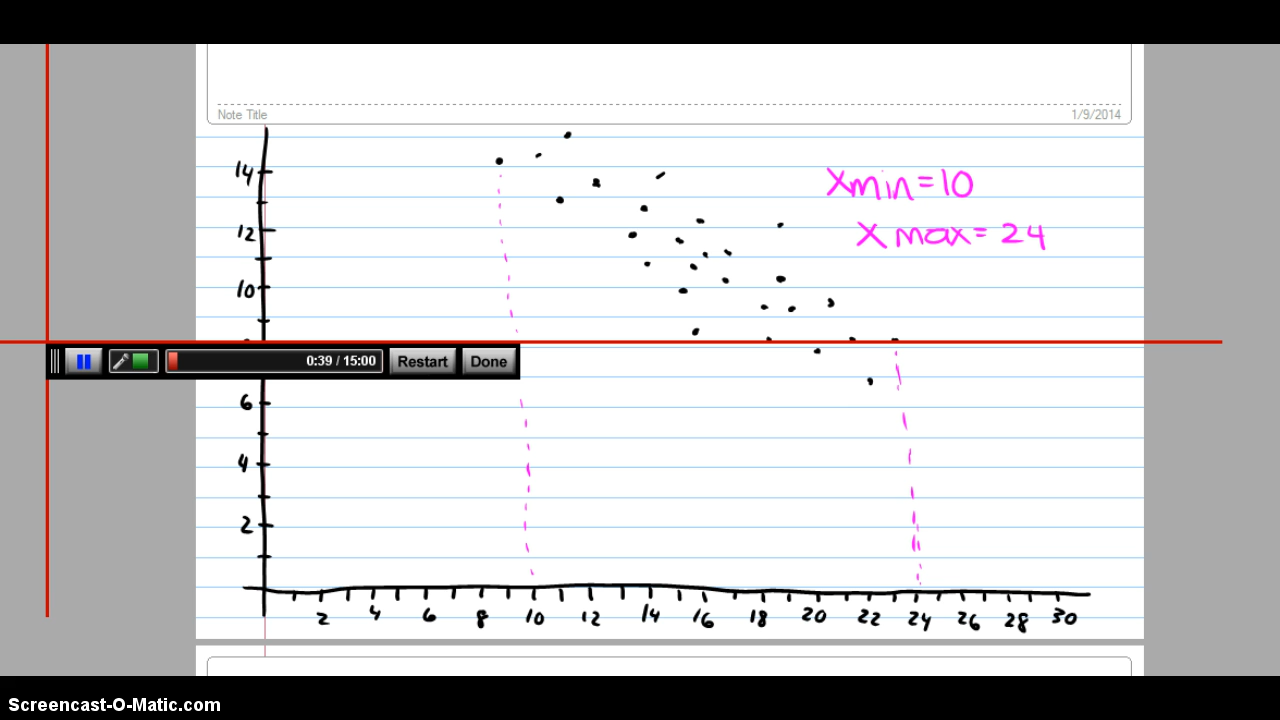 Note Title 1/9/2014
14
Xmin=10
12
X max= 24
10
0:39 / 15:00 Restart Done
6
4
2
2 4 6 8 10 12 14 16 18 20 22 24 26 28 30
Screencast-O-Matic.com